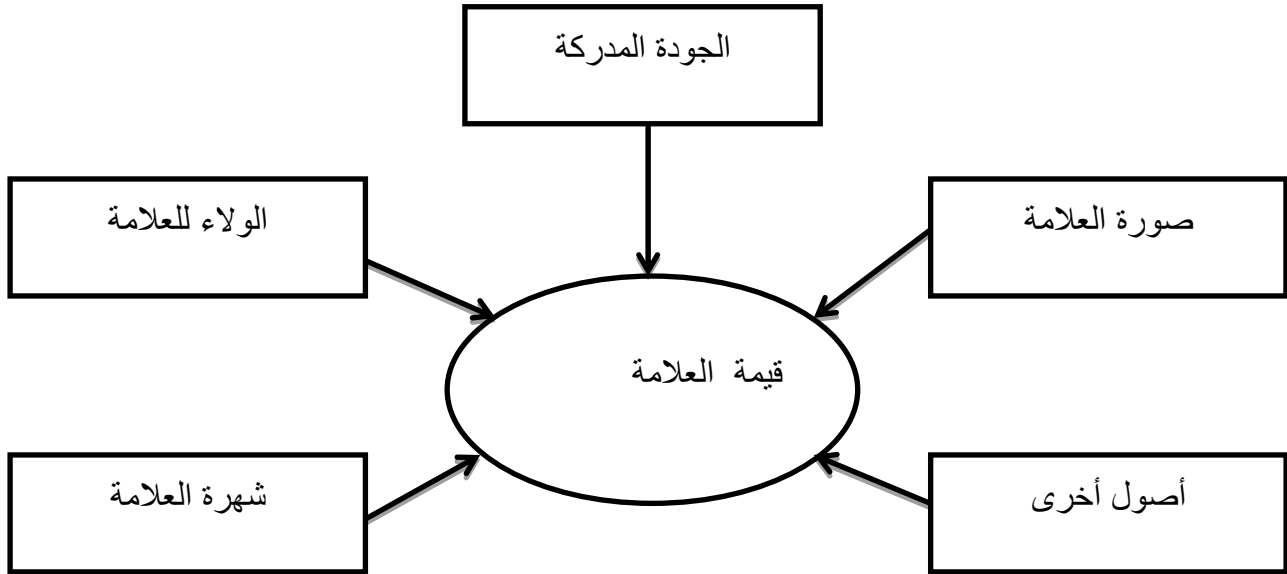 الجودة المدركة
صورة العلامة
الولاء للعلامة
قيمة العلامة
أصول أخرى
شهرة العلامة